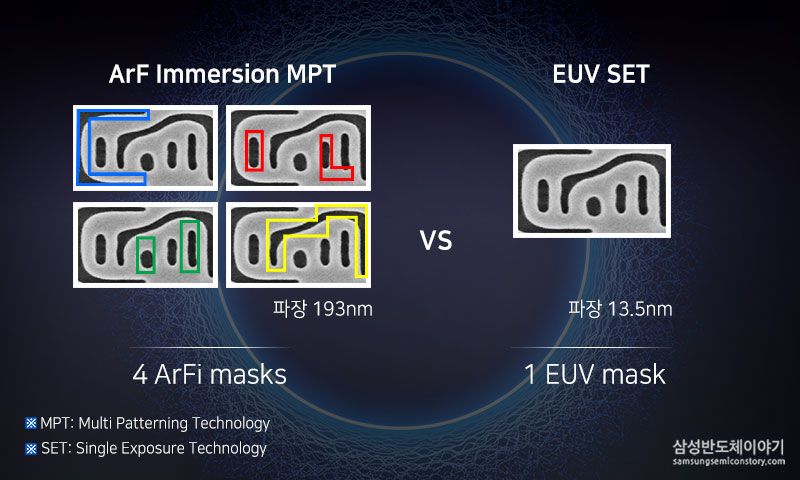 ArF Immersion MPT
EUV SET
VS
파장 193nm
파장 13.5nm
4 ArFi masks
1 EUV mask
※ MPT: Multi Patterning Technology
※ SET: Single Exposure Technology
삼성반도체이야기
samsungsemiconstory.com